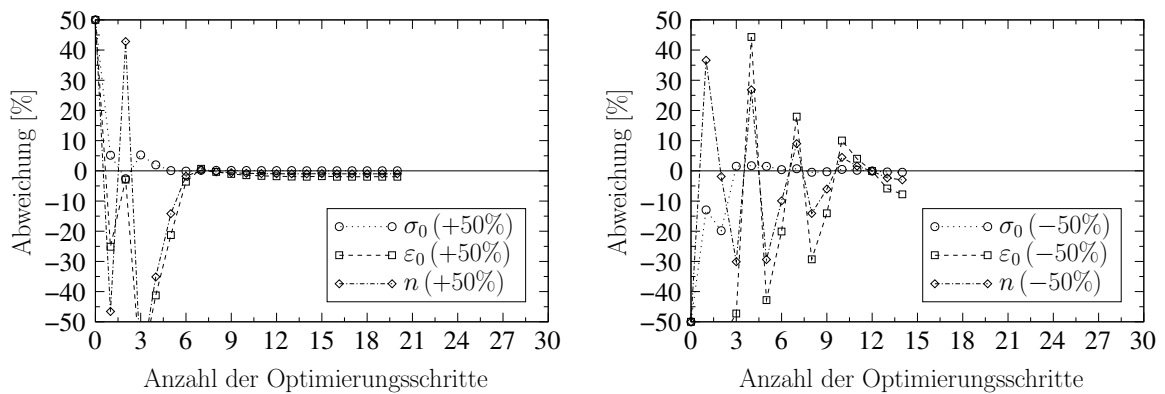 50
40
30
20
10
0
−10
−20
−30
−40
−50
Abweichung [%]
σ₀ (+50%)
ε₀ (+50%)
n (+50%)
0 3 6 9 12 15 18 21 24 27 30
Anzahl der Optimierungsschritte
50
40
30
20
10
0
−10
−20
−30
−40
−50
Abweichung [%]
σ₀ (−50%)
ε₀ (−50%)
n (−50%)
0 3 6 9 12 15 18 21 24 27 30
Anzahl der Optimierungsschritte